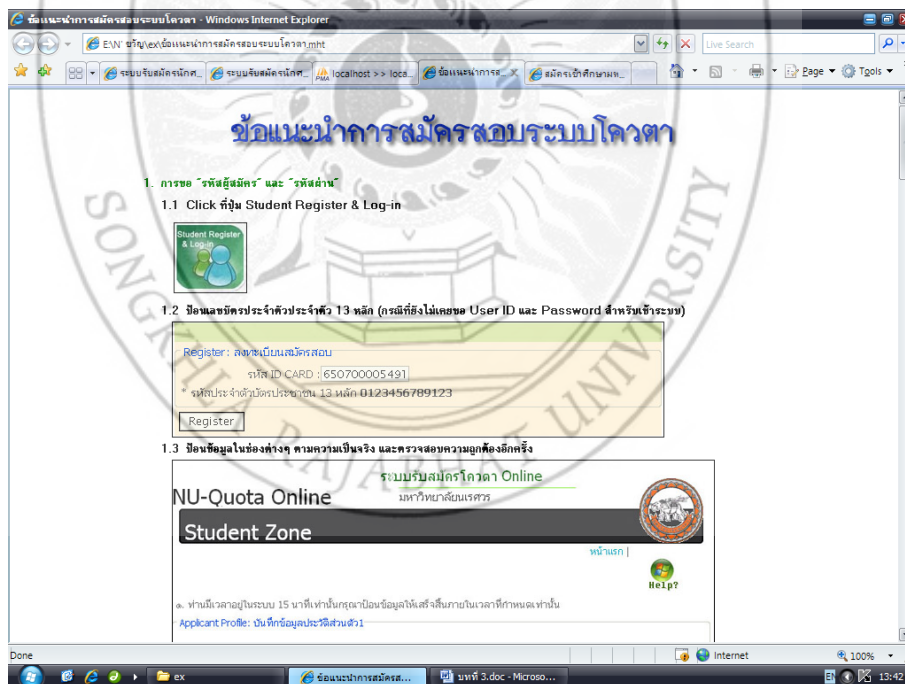 ข้อแนะนำการสมัครสอบระบบโควตา - Windows Internet Explorer
E:\N' ขวัญ\ex\ข้อแนะนำการสมัครสอบระบบโควตา.mht
Live Search
ระบบรับสมัครนักศ...
ระบบรับสมัครนักศ...
localhost >> loca...
ข้อแนะนำการส...
สมัครเข้าศึกษามห...
Page
Tools
ข้อแนะนำการสมัครสอบระบบโควตา
1. การขอ "รหัสผู้สมัคร" และ "รหัสผ่าน"
1.1 Click ที่ปุ่ม Student Register & Log-in
Student Register
& Log-in
1.2 ป้อนเลขบัตรประจำตัวประจำตัว 13 หลัก (กรณีที่ยังไม่เคยขอ User ID และ Password สำหรับเข้าระบบ)
Register : ลงทะเบียนสมัครสอบ
รหัส ID CARD : 650700005491
* รหัสประจำตัวบัตรประชาชน 13 หลัก 0123456789123
Register
1.3 ป้อนข้อมูลในช่องต่างๆ ตามความเป็นจริง และตรวจสอบความถูกต้องอีกครั้ง
ระบบรับสมัครโควตา Online
NU-Quota Online
มหาวิทยาลัยนเรศวร
Student Zone
หน้าแรก |
Help?
๑. ท่านมีเวลาอยู่ในระบบ 15 นาทีเท่านั้นกรุณาป้อนข้อมูลให้เสร็จสิ้นภายในเวลาที่กำหนดเท่านั้น
Applicant Profile: บันทึกข้อมูลประวัติส่วนตัว1
SONGKHLA RAJABHAT UNIVERSITY
Done
Internet
100%
ex
ข้อแนะนำการสมัครส...
บทที่ 3.doc - Microso...
EN
13:42